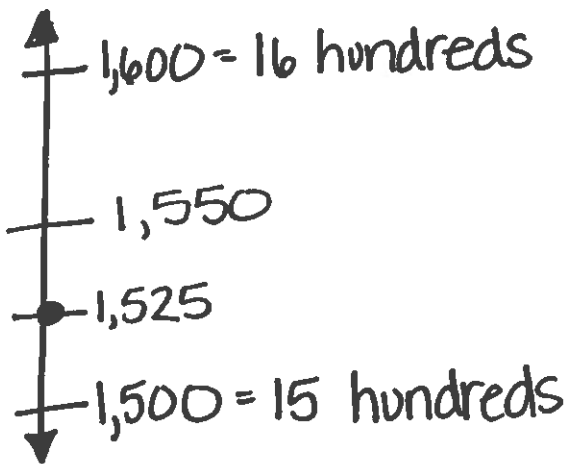 1,600 = 16 hundreds
1,550
1,525
1,500 = 15 hundreds